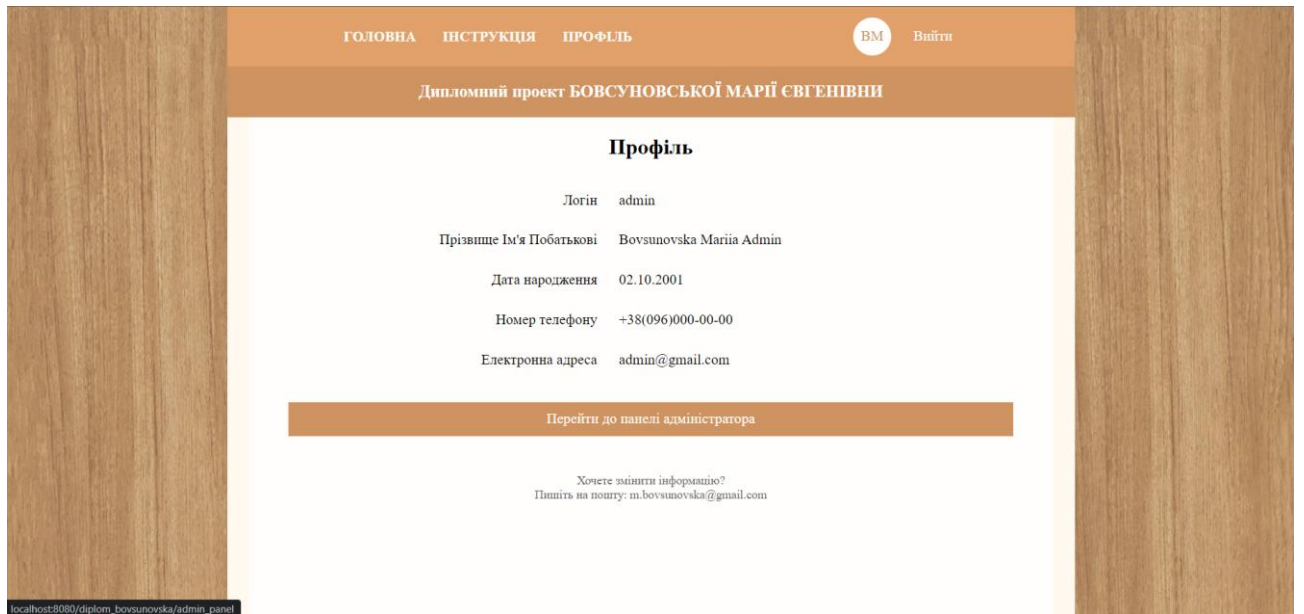 ГОЛОВНА ІНСТРУКЦІЯ ПРОФІЛЬ BM Вийти
Дипломний проект БОВСУНОВСЬКОЇ МАРІЇ ЄВГЕНІВНИ
Профіль
Логін admin
Прізвище Ім'я Побатькові Bovsunovska Mariia Admin
Дата народження 02.10.2001
Номер телефону +38(096)000-00-00
Електронна адреса admin@gmail.com
Перейти до панелі адміністратора
Хочете змінити інформацію?
Пишіть на пошту: m.bovsunovska@gmail.com
localhost:8080/diplom_bovsunovska/admin_panel